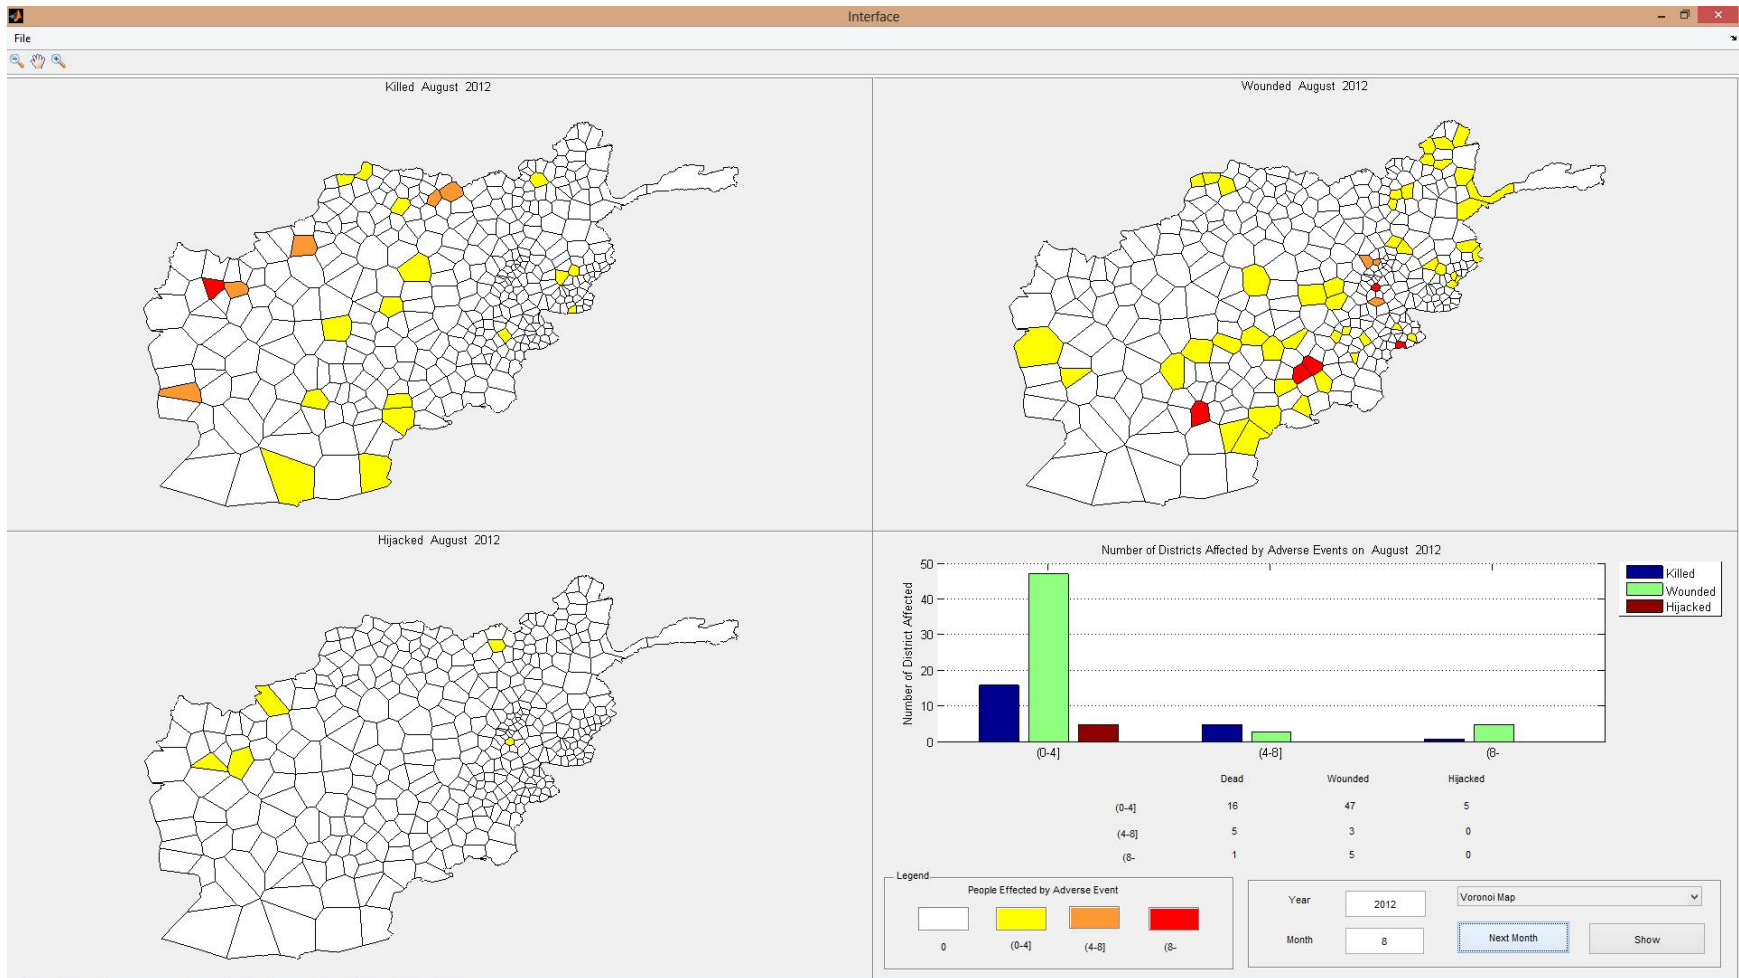 Interface
File
Killed August 2012
Wounded August 2012
Hijacked August 2012
Number of Districts Affected by Adverse Events on August 2012
Number of District Affected
50
40
30
20
10
0
(0-4]
(4-8]
(8-
Killed
Wounded
Hijacked
Dead Wounded Hijacked
(0-4] 16 47 5
(4-8] 5 3 0
(8- 1 5 0
Legend
People Effected by Adverse Event
0 (0-4] (4-8] (8-
Year 2012 Voronoi Map
Month 8 Next Month Show